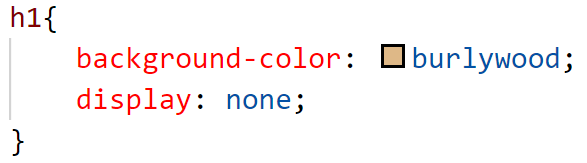 h1{
    background-color: burlywood;
    display: none;
}